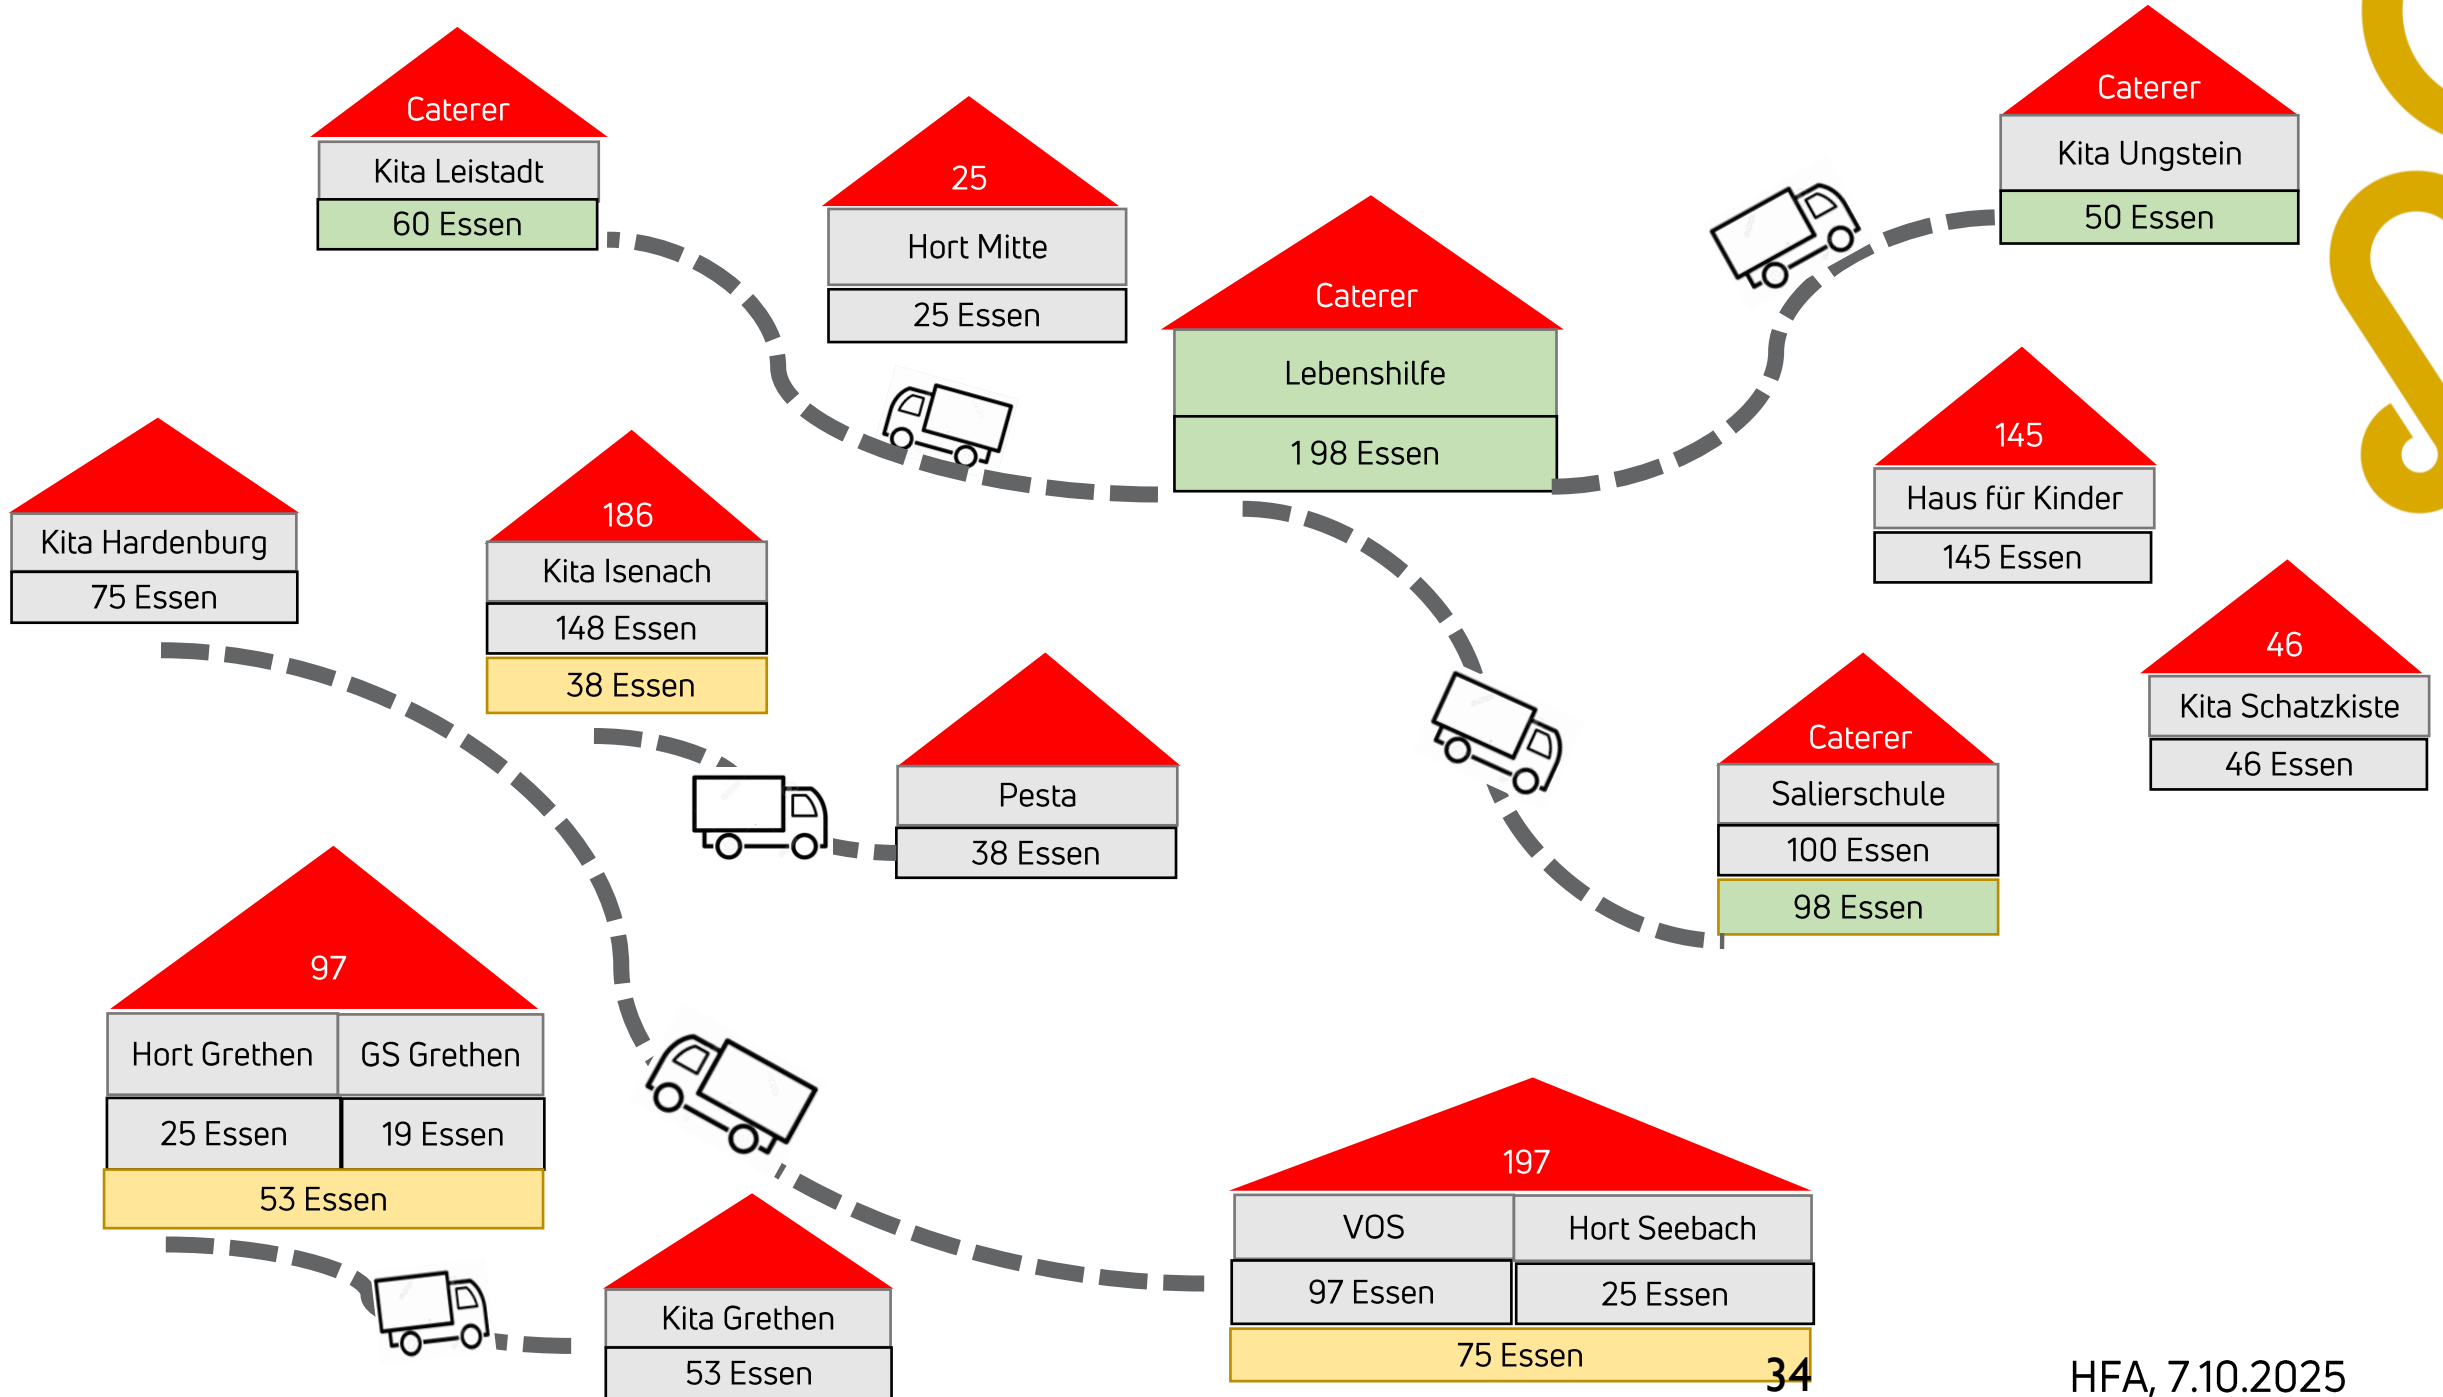 Caterer
Kita Leistadt
60 Essen
25
Hort Mitte
25 Essen
Caterer
Lebenshilfe
1 98 Essen
Caterer
Kita Ungstein
50 Essen
Kita Hardenburg
75 Essen
186
Kita Isenach
148 Essen
38 Essen
145
Haus für Kinder
145 Essen
46
Kita Schatzkiste
46 Essen
Pesta
38 Essen
Caterer
Salierschule
100 Essen
98 Essen
97
Hort Grethen GS Grethen
25 Essen 19 Essen
53 Essen
Kita Grethen
53 Essen
197
VOS Hort Seebach
97 Essen 25 Essen
75 Essen
34
HFA, 7.10.2025